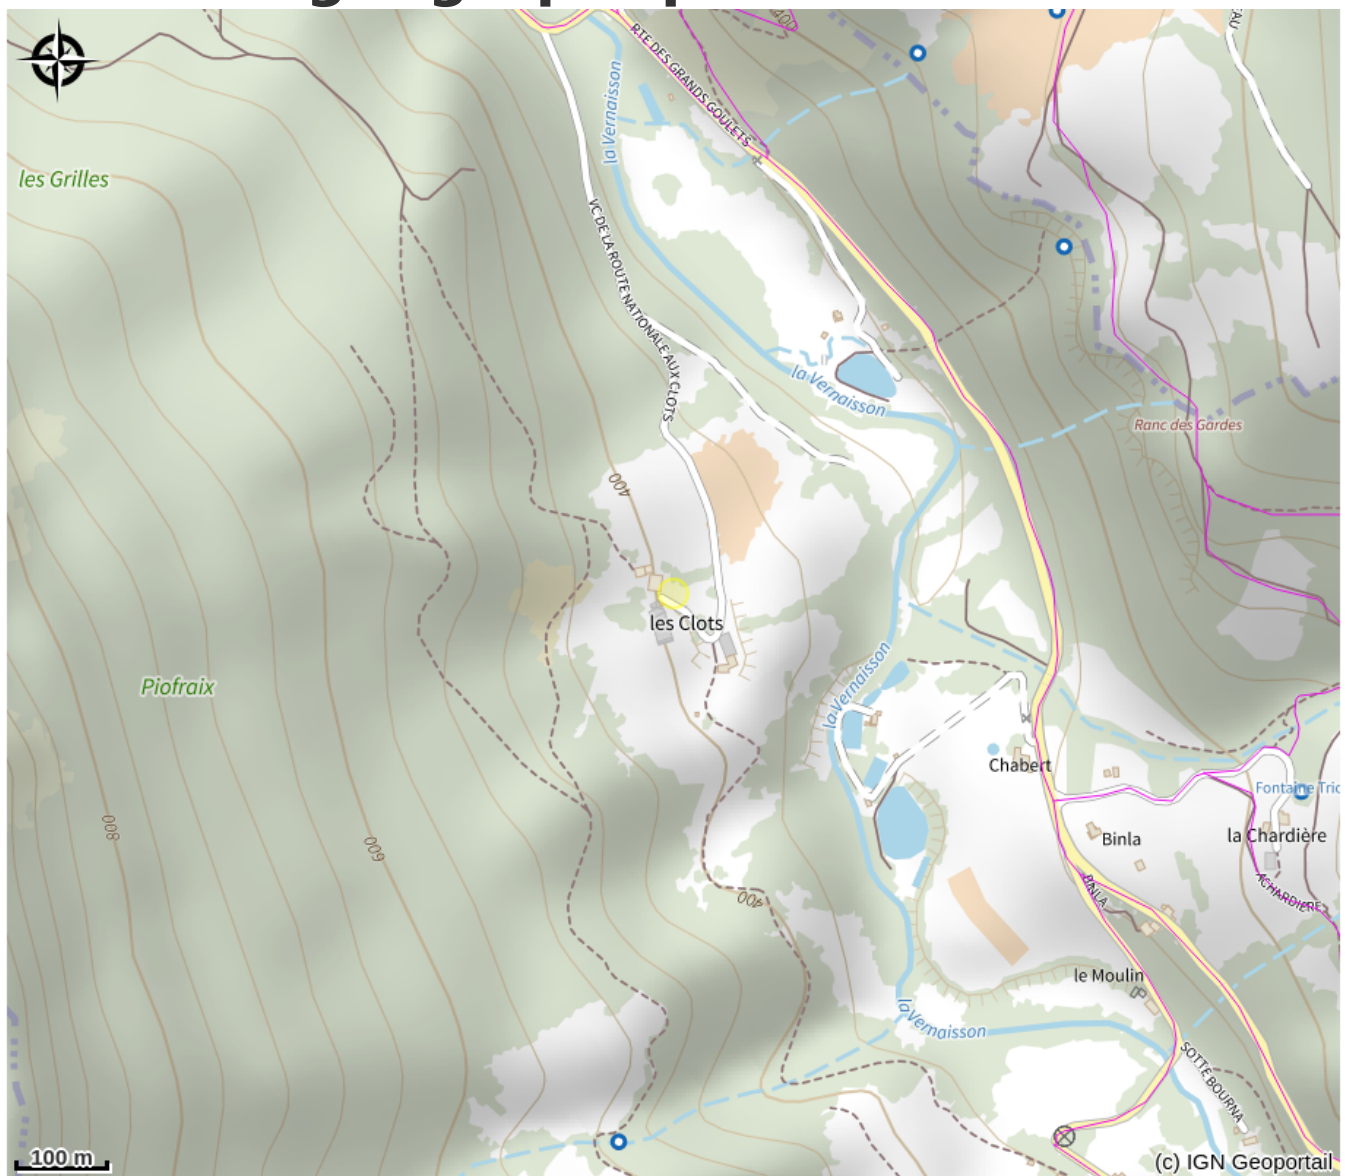 400
RTE DES GRANDS GOULETS
la Vernaisson
les Grilles
VC DE LA ROUTE NATIONALE AUX CLOTS
la Vernaisson
Ranc des Gardes
400
les Clots
la Vernaisson
Piofraix
Chabert
Fontaine Tric
800
600
Binla
la Chardière
400
BINLA
ACHARDIERE
le Moulin
la Vernaisson
SOTTE BOURNA
100 m
(c) IGN Geoportail